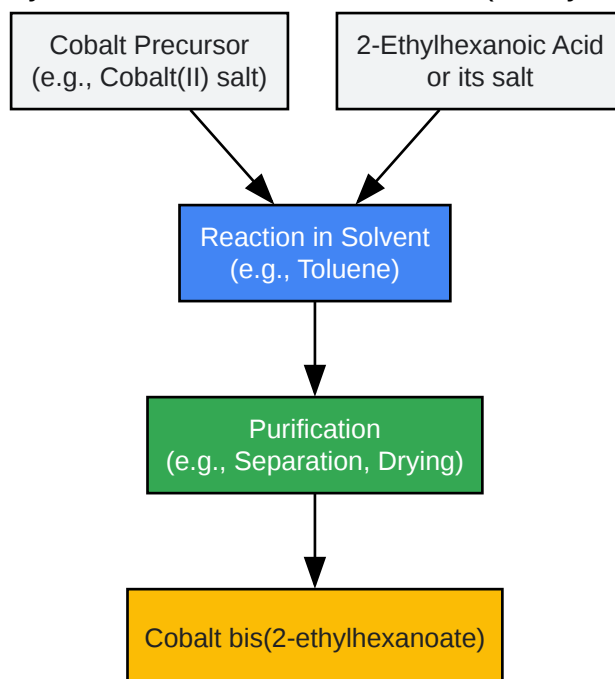 Cobalt Precursor
(e.g., Cobalt(II) salt)
2-Ethylhexanoic Acid
or its salt
Reaction in Solvent
(e.g., Toluene)
Purification
(e.g., Separation, Drying)
Cobalt bis(2-ethylhexanoate)